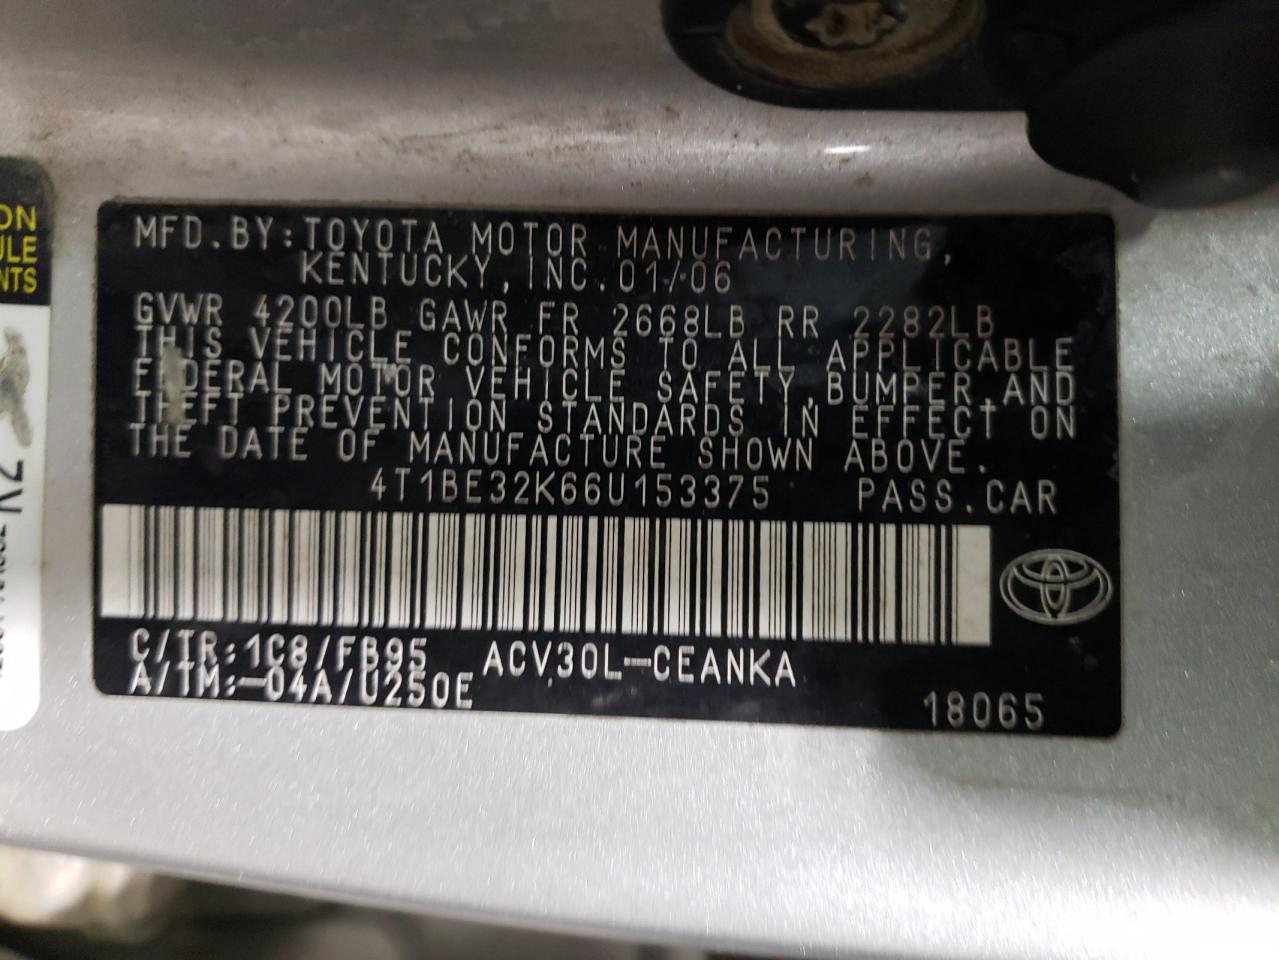 MFD.BY:TOYOTA MOTOR MANUFACTURING,
KENTUCKY,INC.01/06
GVWR 4200LB GAWR FR 2668LB RR 2282LB
THIS VEHICLE CONFORMS TO ALL APPLICABLE
FEDERAL MOTOR VEHICLE SAFETY,BUMPER,AND
THEFT PREVENTION STANDARDS IN EFFECT ON
THE DATE OF MANUFACTURE SHOWN ABOVE.
4T1BE32K66U153375 PASS.CAR
C/TR:1C8/FB95 ACV30L-CEANKA
A/TM:-04A/U250E
18065